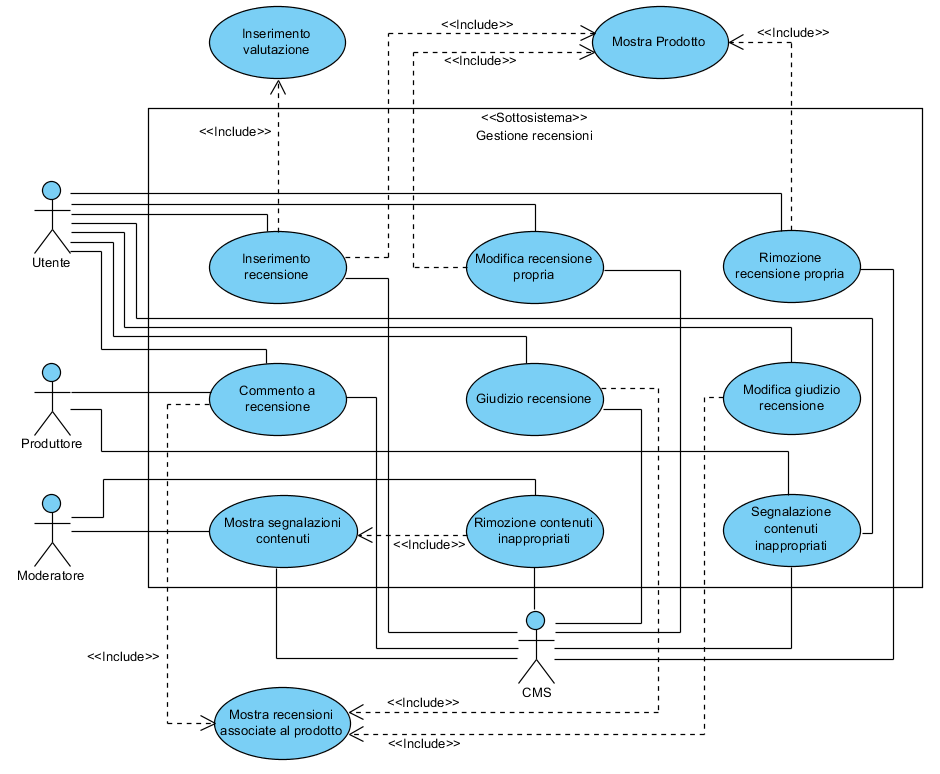 Inserimento
valutazione
<<Include>>
<<Include>>
Mostra Prodotto
<<Include>>
<<Include>>
<<Sottosistema>>
Gestione recensioni
Utente
Inserimento
recensione
Modifica recensione
propria
Rimozione
recensione propria
Produttore
Commento a
recensione
Giudizio recensione
Modifica giudizio
recensione
Moderatore
Mostra segnalazioni
contenuti
<<Include>>
Rimozione contenuti
inappropriati
Segnalazione
contenuti
inappropriati
CMS
<<Include>>
Mostra recensioni
associate al prodotto
<<Include>>
<<Include>>